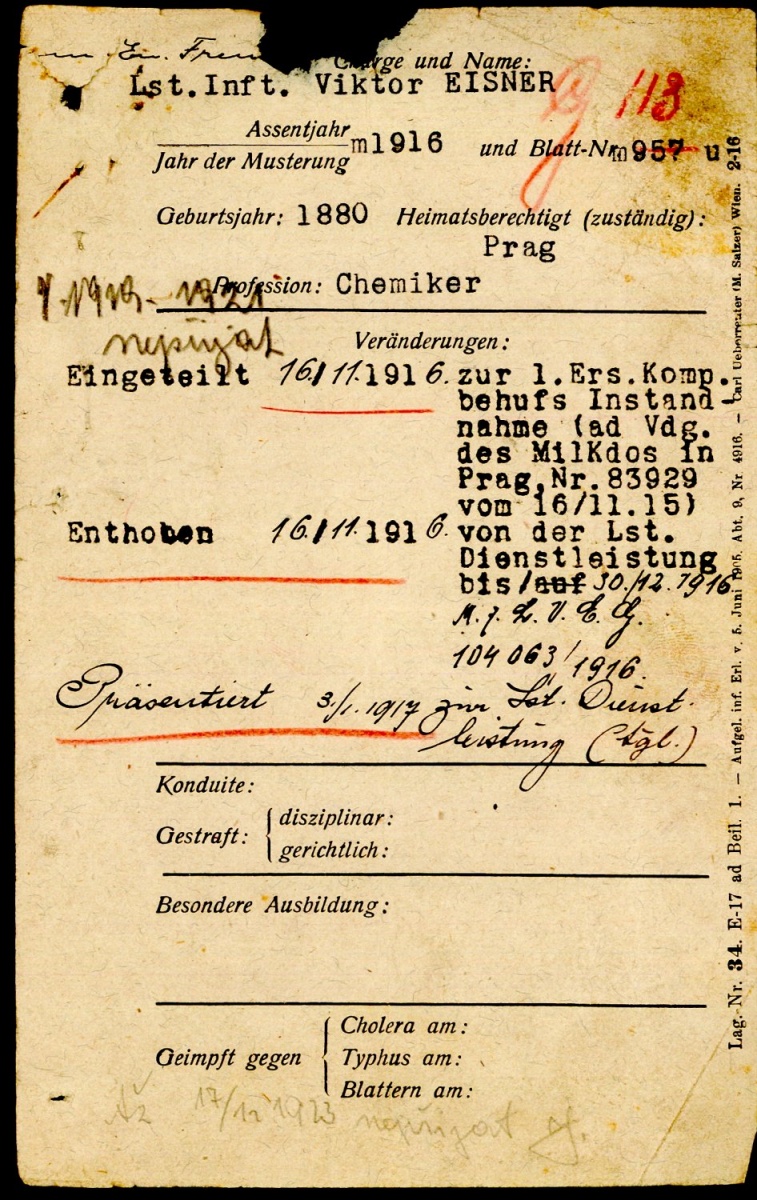 Charge und Name:
Lst.Inft. Viktor EISNER
113
Assentjahr
Jahr der Musterung m1916 und Blatt-Nr. m957 u
Geburtsjahr: 1880 Heimatsberechtigt (zuständig):
Prag
Profession: Chemiker
Veränderungen:
Eingeteilt 16./11.1916. zur 1.Ers.Komp.
behufs Instand-
nahme (ad Vdg.
des MilKdos in
Prag,Nr.83929
vom 16/11.15)
Enthoben 16./11.1916. von der Lst.
Dienstleistung
bis/auf 30./12.1916
M. f. L. V. E. G.
104 063/1916.
Präsentiert 3./1.1917 zur Lst. Dienst-
leistung (tgl.)
Konduite:
Gestraft: disziplinar:
gerichtlich:
Besondere Ausbildung:
Geimpft gegen Cholera am:
Typhus am:
Blattern am:
17/12 1923
Lag.-Nr. 34. E-17 ad Beil. 1. — Aufgel. inf. Erl. v. 5. Juni 1905, Abt. 9, Nr. 4916. — Carl Ueberreuter (M. Salzer) Wien. 2-16